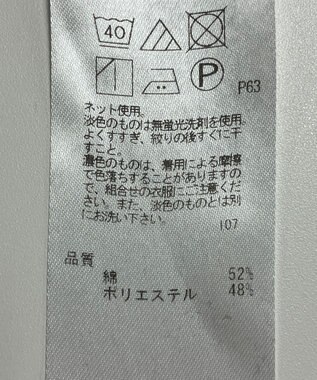 40
P
P63
ネット使用。
淡色のものは無蛍光洗剤を使用。
よくすすぎ、絞りの後すぐに干
すこと。
濃色のものは、着用による摩擦
で色落ちすることがありますの
で、組合せの衣服にご注意くだ
さい。また、淡色のものとは別
にお洗い下さい。
107
品質
綿 52%
ポリエステル 48%